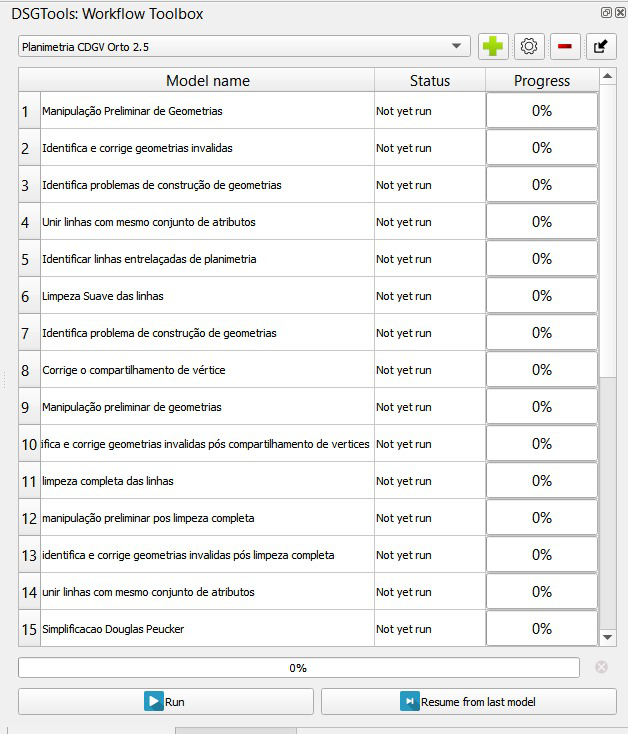 DSGTools: Workflow Toolbox
Planimetria CDGV Orto 2.5
Model name Status Progress
1 Manipulação Preliminar de Geometrias Not yet run 0%
2 Identifica e corrige geometrias invalidas Not yet run 0%
3 Identifica problemas de construção de geometrias Not yet run 0%
4 Unir linhas com mesmo conjunto de atributos Not yet run 0%
5 Identificar linhas entrelaçadas de planimetria Not yet run 0%
6 Limpeza Suave das linhas Not yet run 0%
7 Identifica problema de construção de geometrias Not yet run 0%
8 Corrige o compartilhamento de vértice Not yet run 0%
9 Manipulação preliminar de geometrias Not yet run 0%
10 ifica e corrige geometrias invalidas pós compartilhamento de vertices Not yet run 0%
11 limpeza completa das linhas Not yet run 0%
12 manipulação preliminar pos limpeza completa Not yet run 0%
13 identifica e corrige geometrias invalidas pós limpeza completa Not yet run 0%
14 unir linhas com mesmo conjunto de atributos Not yet run 0%
15 Simplificacao Douglas Peucker Not yet run 0%
0%
Run Resume from last model